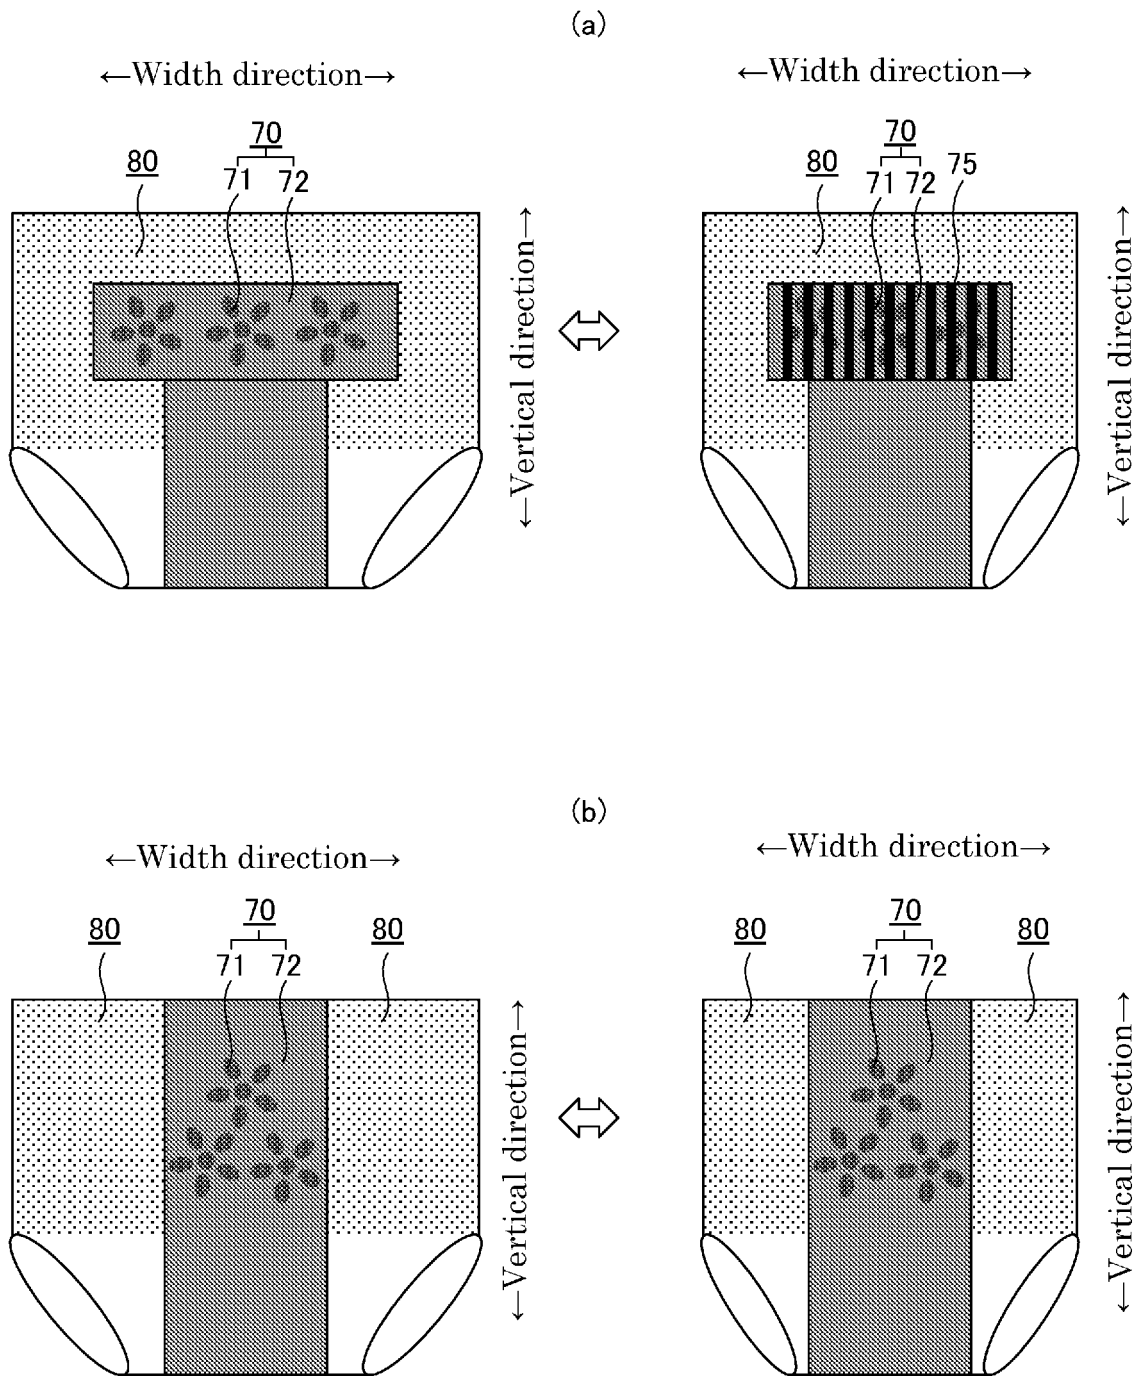 (a)
←Width direction→
←Width direction→
70
80
71 72
70
80
71 72 75
←Vertical direction→
←Vertical direction→
(b)
←Width direction→
←Width direction→
80 70 80
71 72
80 70 80
71 72
←Vertical direction→
←Vertical direction→